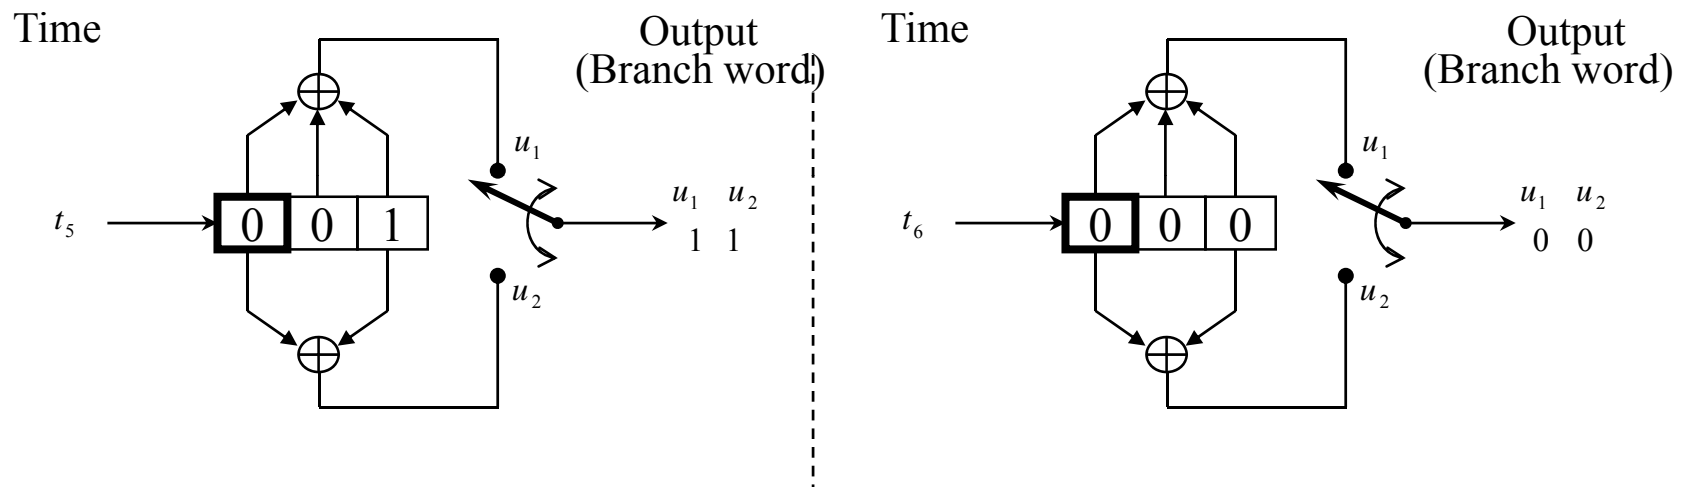 Time
Output
(Branch word)
u1
t5
0 0 1
u1 u2
1 1
u2
Time
Output
(Branch word)
u1
t6
0 0 0
u1 u2
0 0
u2